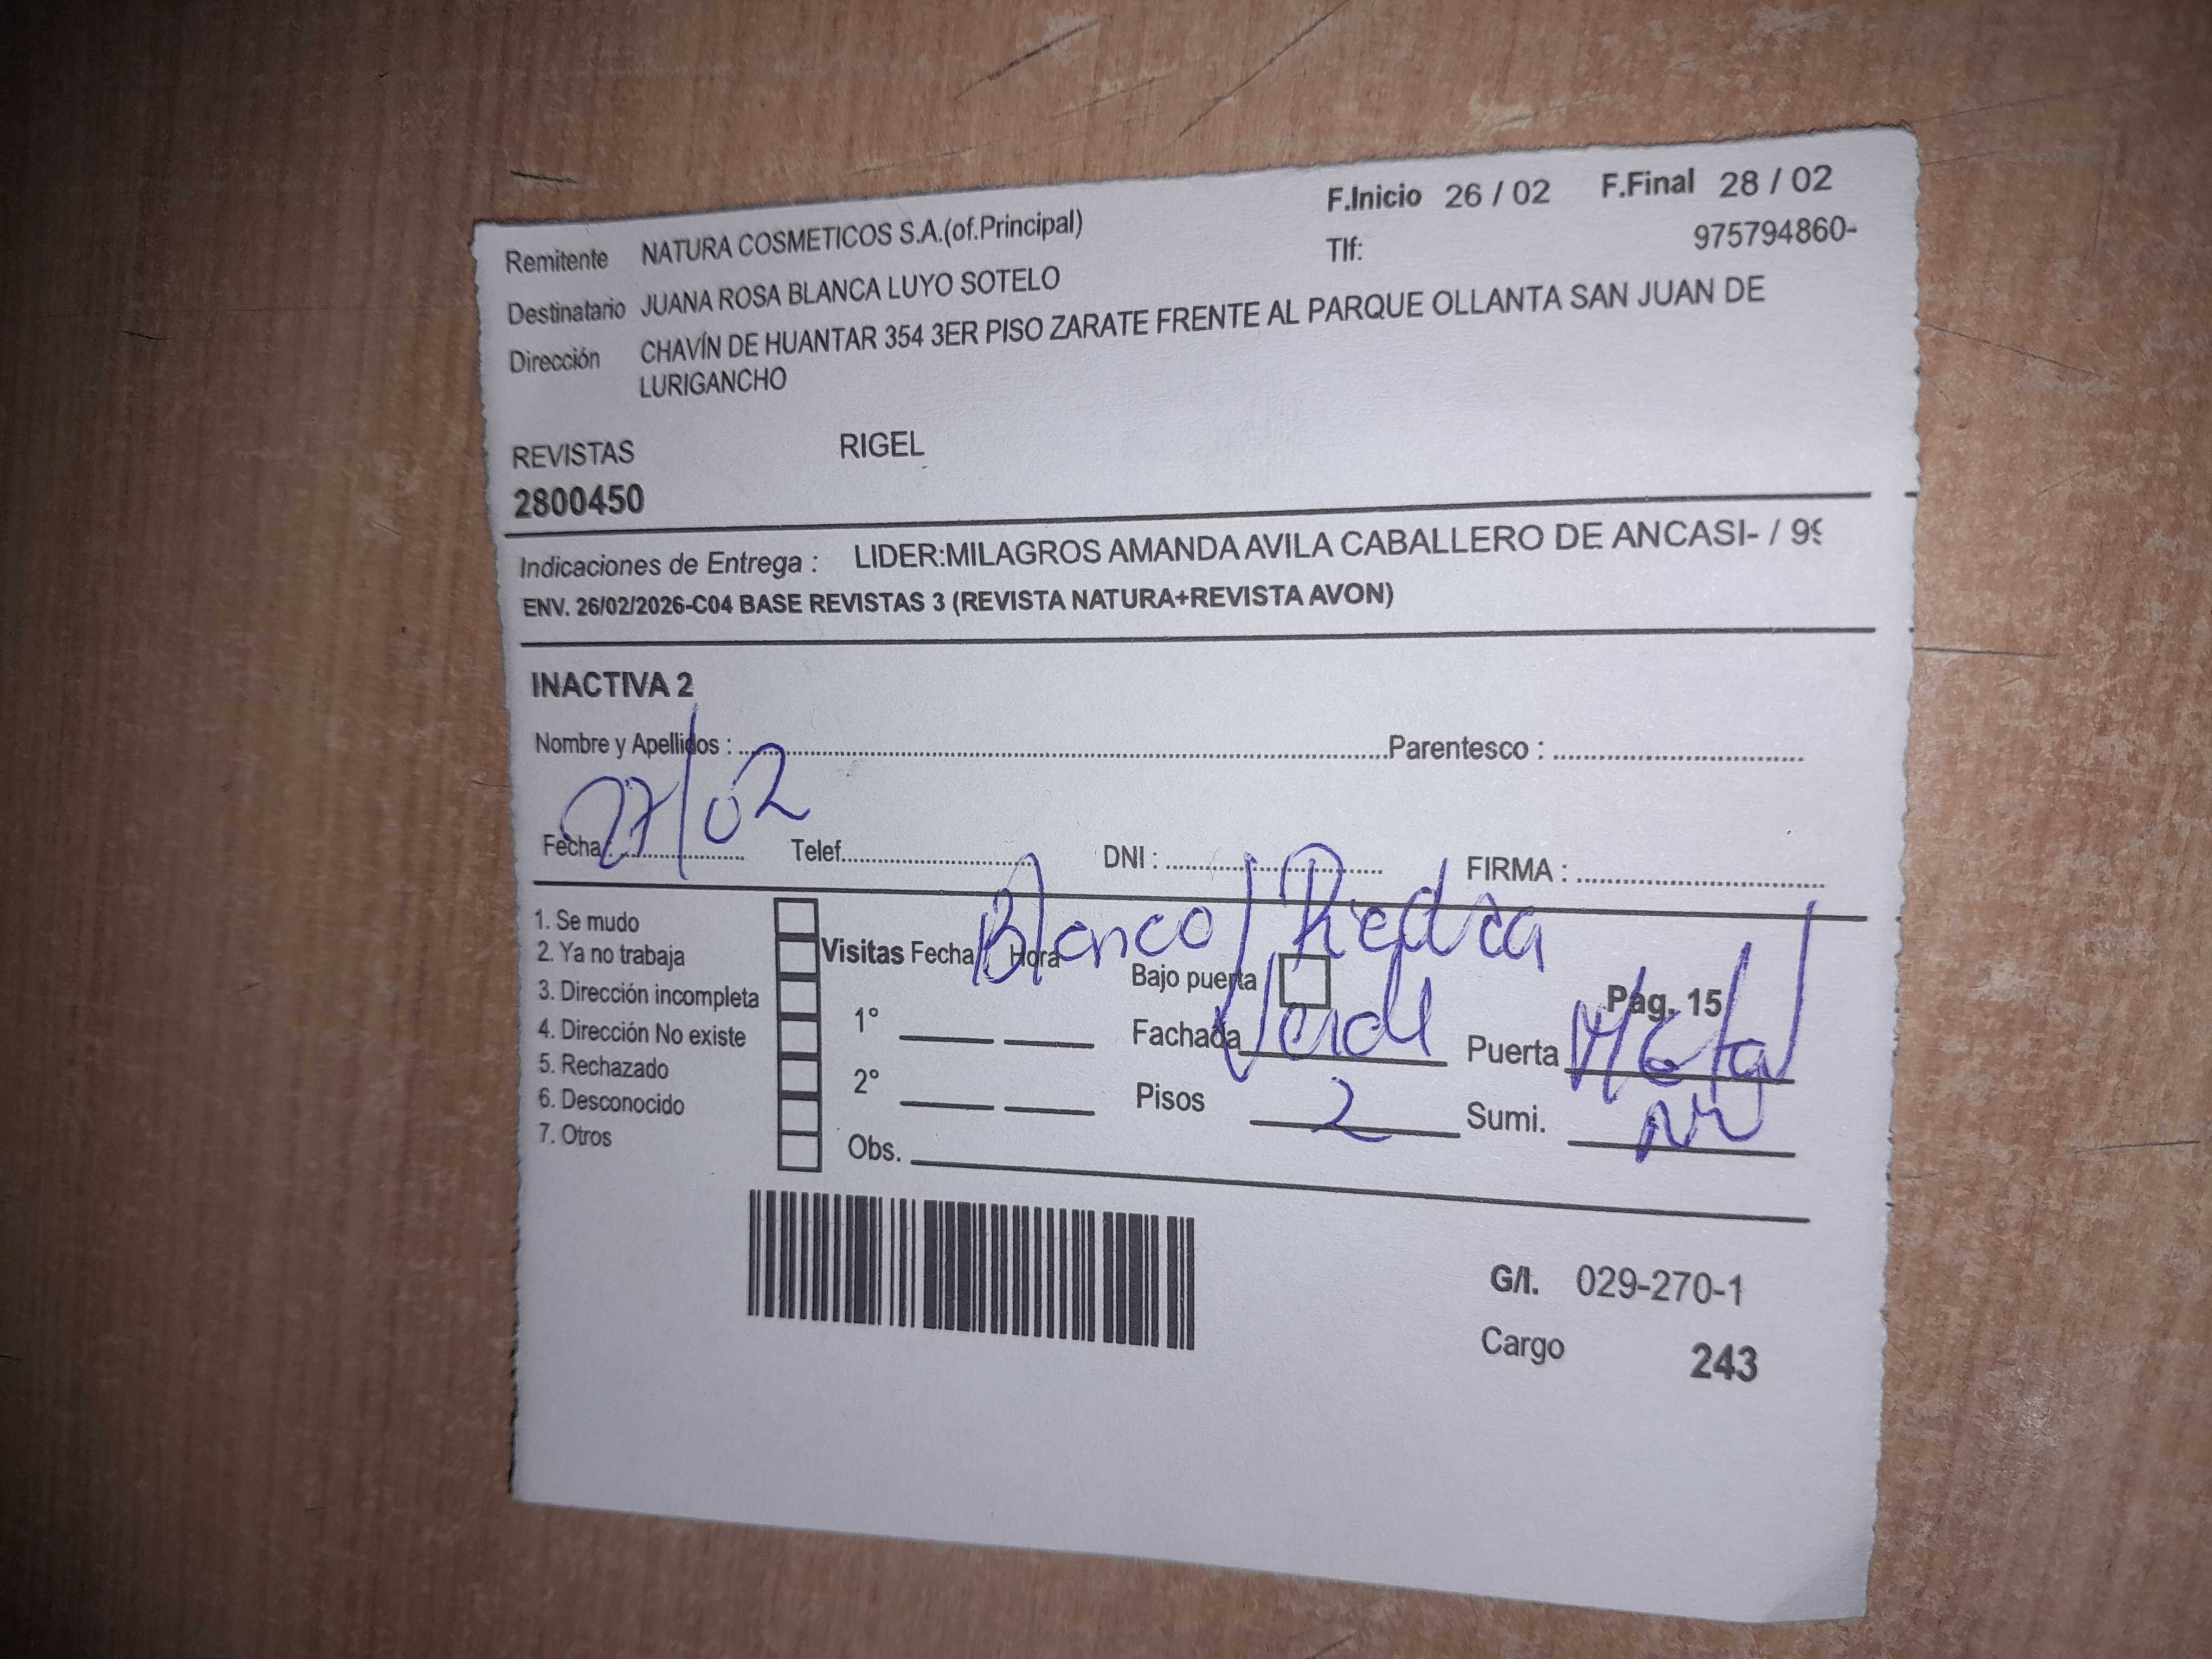 F.Inicio 26 / 02 F.Final 28 / 02
Remitente NATURA COSMETICOS S.A.(of.Principal) Tlf: 975794860-
Destinatario JUANA ROSA BLANCA LUYO SOTELO
Dirección CHAVÍN DE HUANTAR 354 3ER PISO ZARATE FRENTE AL PARQUE OLLANTA SAN JUAN DE
LURIGANCHO
REVISTAS RIGEL
2800450
Indicaciones de Entrega : LIDER:MILAGROS AMANDA AVILA CABALLERO DE ANCASI- / 99
ENV. 26/02/2026-C04 BASE REVISTAS 3 (REVISTA NATURA+REVISTA AVON)
INACTIVA 2
Nombre y Apellidos : Parentesco :
Fecha : 27/02 Telef. DNI : FIRMA :
Blanco/Piedra
1. Se mudo
2. Ya no trabaja
3. Dirección incompleta
4. Dirección No existe
5. Rechazado
6. Desconocido
7. Otros
Visitas Fecha / Hora
1°
2°
Obs.
Bajo puerta Pag. 15
Fachada Verde Puerta Metal
Pisos 2 Sumi.
G/I. 029-270-1
Cargo 243